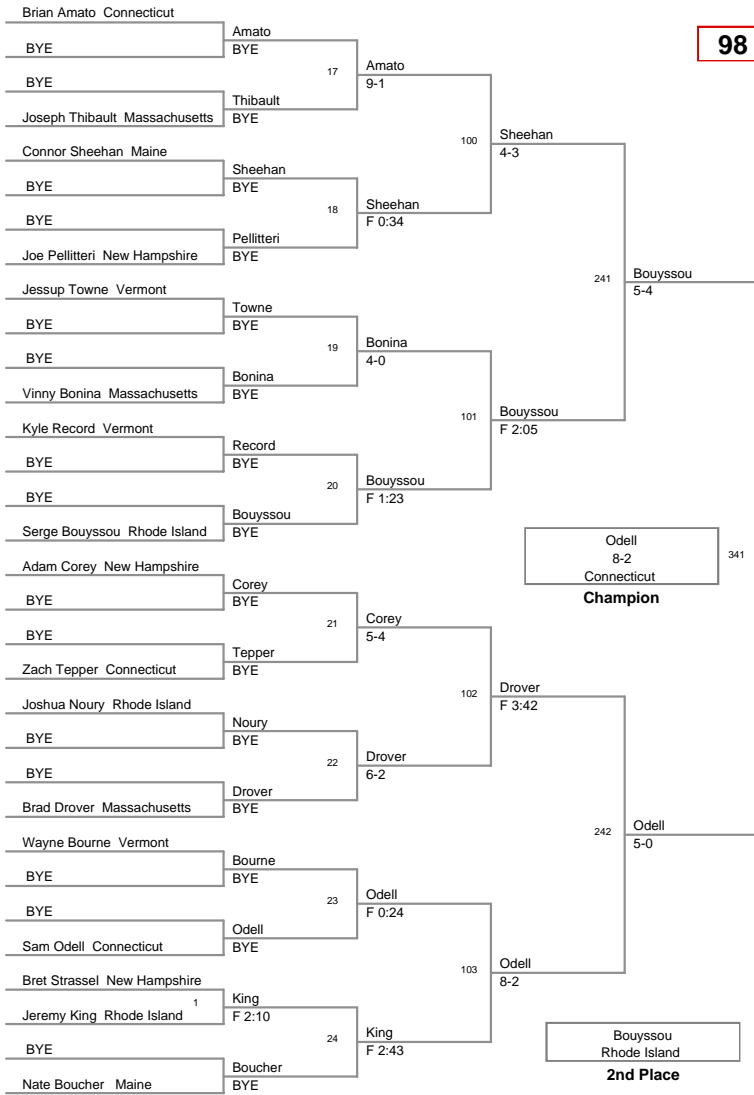 Brian Amato Connecticut
BYE
BYE
Joseph Thibault Massachusetts
Connor Sheehan Maine
BYE
BYE
Joe Pellitteri New Hampshire
Jessup Towne Vermont
BYE
BYE
Vinny Bonina Massachusetts
Kyle Record Vermont
BYE
BYE
Serge Bouyssou Rhode Island
Adam Corey New Hampshire
BYE
BYE
Zach Tepper Connecticut
Joshua Noury Rhode Island
BYE
BYE
Brad Drover Massachusetts
Wayne Bourne Vermont
BYE
BYE
Sam Odell Connecticut
Bret Strassel New Hampshire
1
Jeremy King Rhode Island
BYE
Nate Boucher Maine
Amato
BYE
17
Thibault
BYE
Sheehan
BYE
18
Pellitteri
BYE
Towne
BYE
19
Bonina
BYE
Record
BYE
20
Bouyssou
BYE
Corey
BYE
21
Tepper
BYE
Noury
BYE
22
Drover
BYE
Bourne
BYE
23
Odell
BYE
King
F 2:10
24
Boucher
BYE
Amato
9-1
100
Sheehan
F 0:34
Bonina
4-0
101
Bouyssou
F 1:23
Corey
5-4
102
Drover
6-2
Odell
F 0:24
103
King
F 2:43
Sheehan
4-3
241
Bouyssou
F 2:05
Drover
F 3:42
242
Odell
8-2
Bouyssou
5-4
Odell
5-0
98
Odell
8-2
Connecticut
341
Champion
Bouyssou
Rhode Island
2nd Place